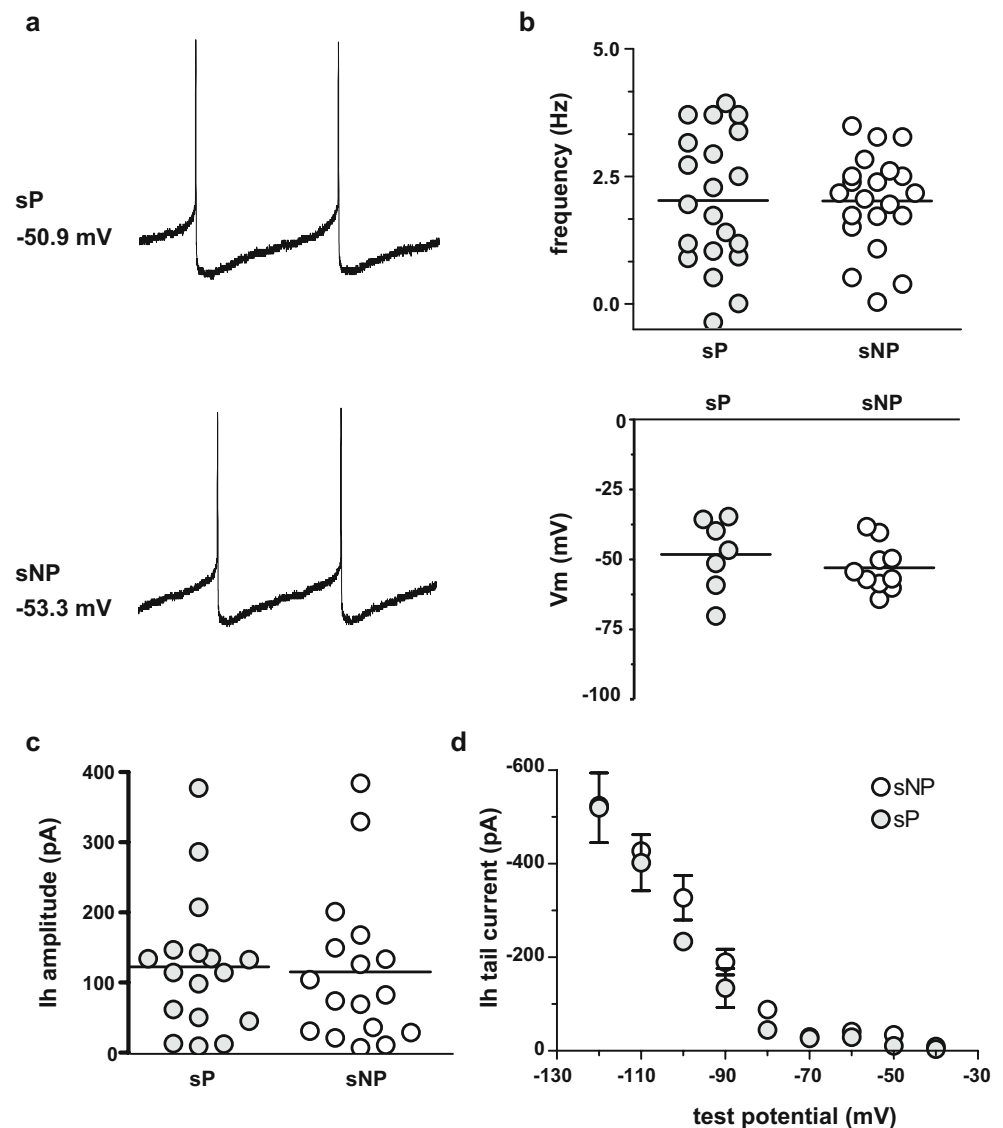 a
sP
-50.9 mV
sNP
-53.3 mV
b
frequency (Hz)
5.0
2.5
0.0
sP
sNP
sP
sNP
Vm (mV)
0
-25
-50
-75
-100
c
Ih amplitude (pA)
400
300
200
100
0
sP
sNP
d
Ih tail current (pA)
-600
-400
-200
0
sNP
sP
-130
-110
-90
-70
-50
-30
test potential (mV)